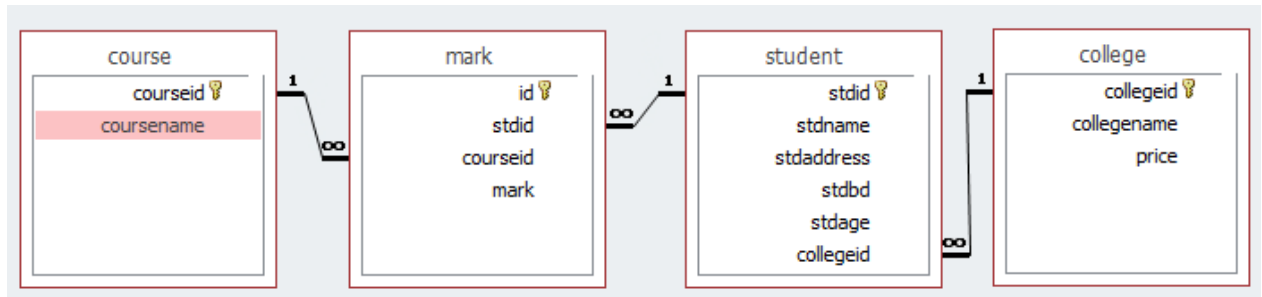 course
courseid
coursename
1
∞
mark
id
stdid
courseid
mark
∞
1
student
stdid
stdname
stdaddress
stdbd
stdage
collegeid
∞
1
college
collegeid
collegename
price